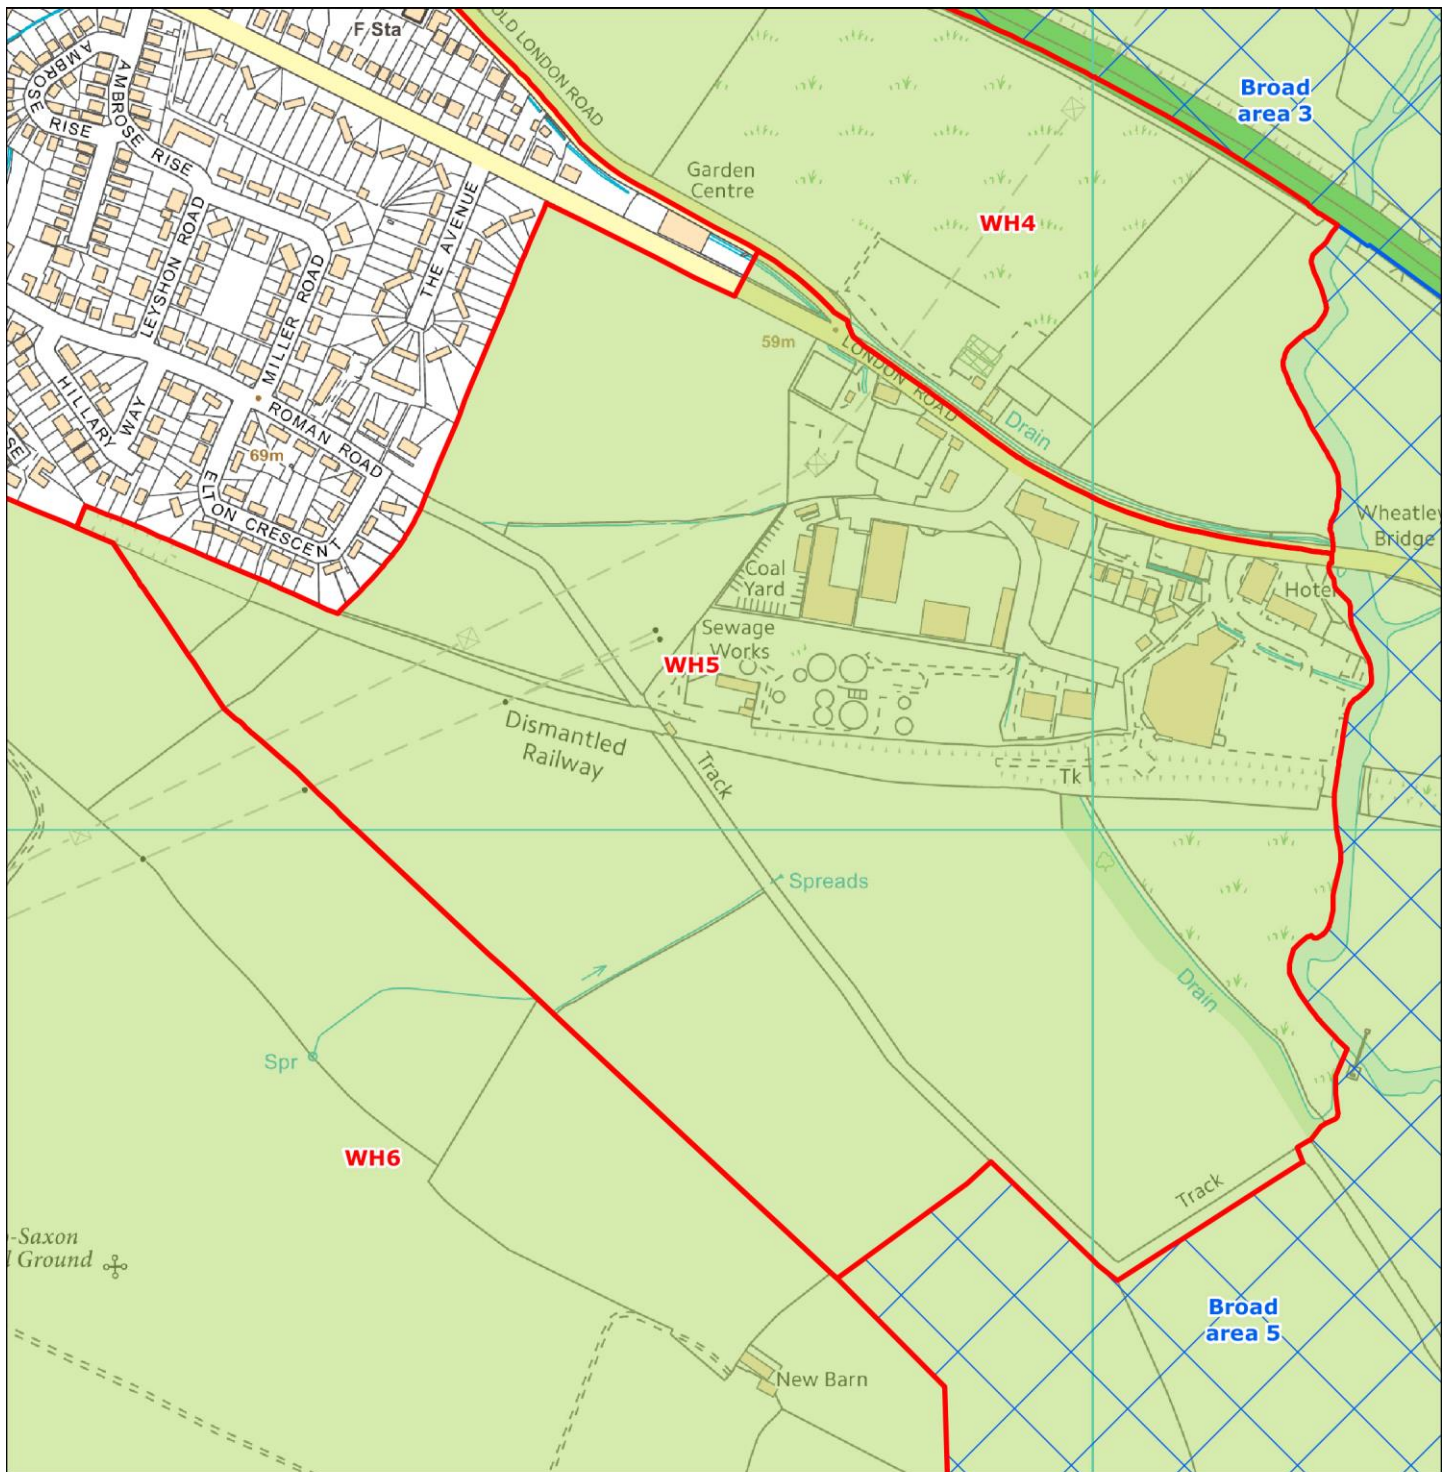 F Sta
OLD LONDON ROAD
AMBROSE
RISE
AMBROSE
RISE
Broad
area 3
Garden
Centre
WH4
THE AVENUE
LEYSHON ROAD
MILLER ROAD
59m
LONDON ROAD
Drain
HILLARY
WAY
ROMAN ROAD
69m
ELTON CRESCENT
Wheatley
Bridge
Coal
Yard
Hotel
Sewage
Works
WH5
Dismantled
Railway
Track
Tk
Spreads
Drain
Spr
WH6
Track
-Saxon
Ground
Broad
area 5
New Barn